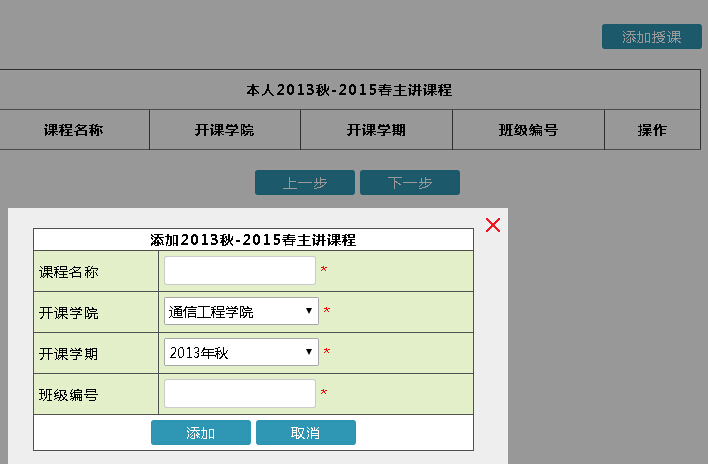 添加授课
本人2013秋-2015春主讲课程
课程名称 开课学院 开课学期 班级编号 操作
上一步 下一步
添加2013秋-2015春主讲课程
课程名称 *
开课学院 通信工程学院 *
开课学期 2013年秋 *
班级编号 *
添加 取消